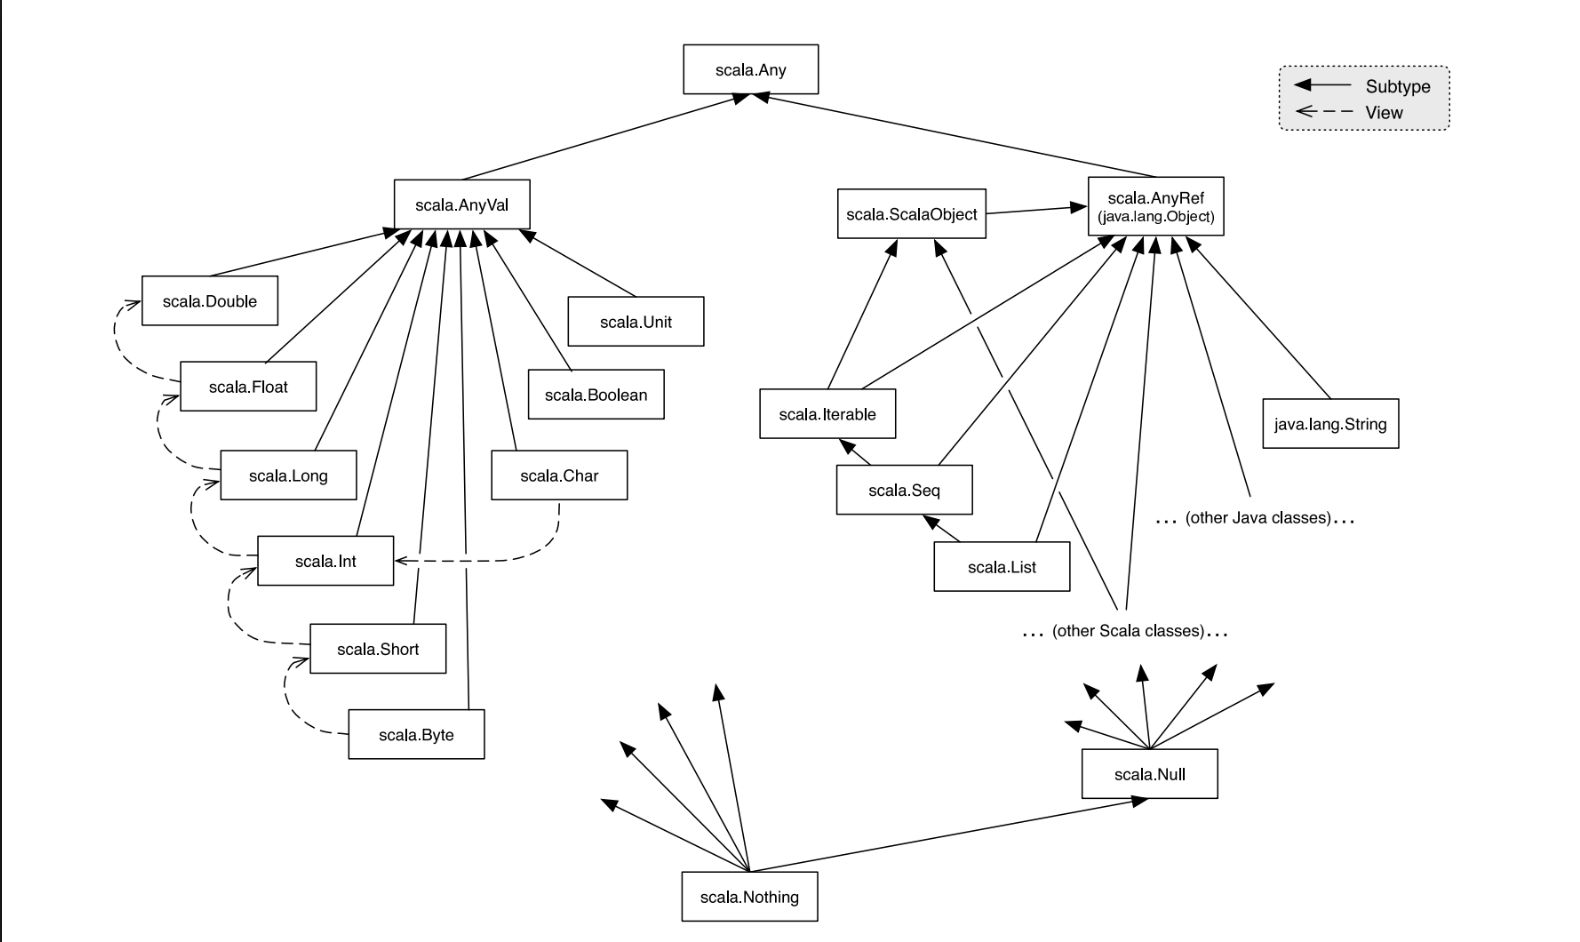 scala.Any
Subtype
View
scala.AnyVal
scala.ScalaObject
scala.AnyRef
(java.lang.Object)
scala.Double
scala.Unit
scala.Float
scala.Boolean
scala.Iterable
java.lang.String
scala.Long
scala.Char
scala.Seq
... (other Java classes)...
scala.Int
scala.List
... (other Scala classes)...
scala.Short
scala.Byte
scala.Null
scala.Nothing